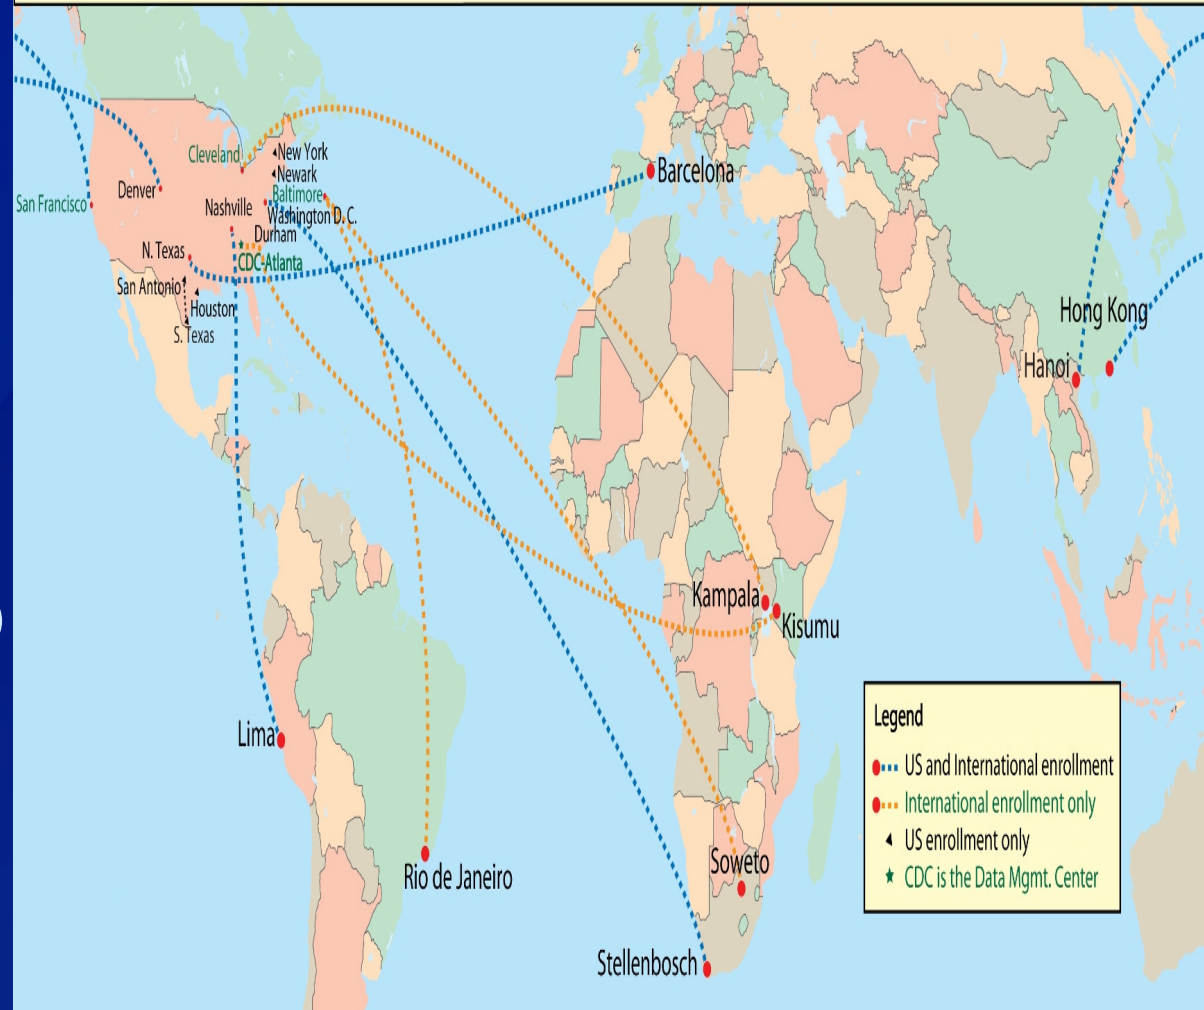 Cleveland
New York
Newark
Denver
San Francisco
Baltimore
Nashville
Washington D. C.
Durham
N. Texas
CDC-Atlanta
San Antonio
Houston
S. Texas
Barcelona
Hong Kong
Hanoi
Kampala
Kisumu
Lima
Rio de Janeiro
Soweto
Stellenbosch
Legend
US and International enrollment
International enrollment only
US enrollment only
CDC is the Data Mgmt. Center